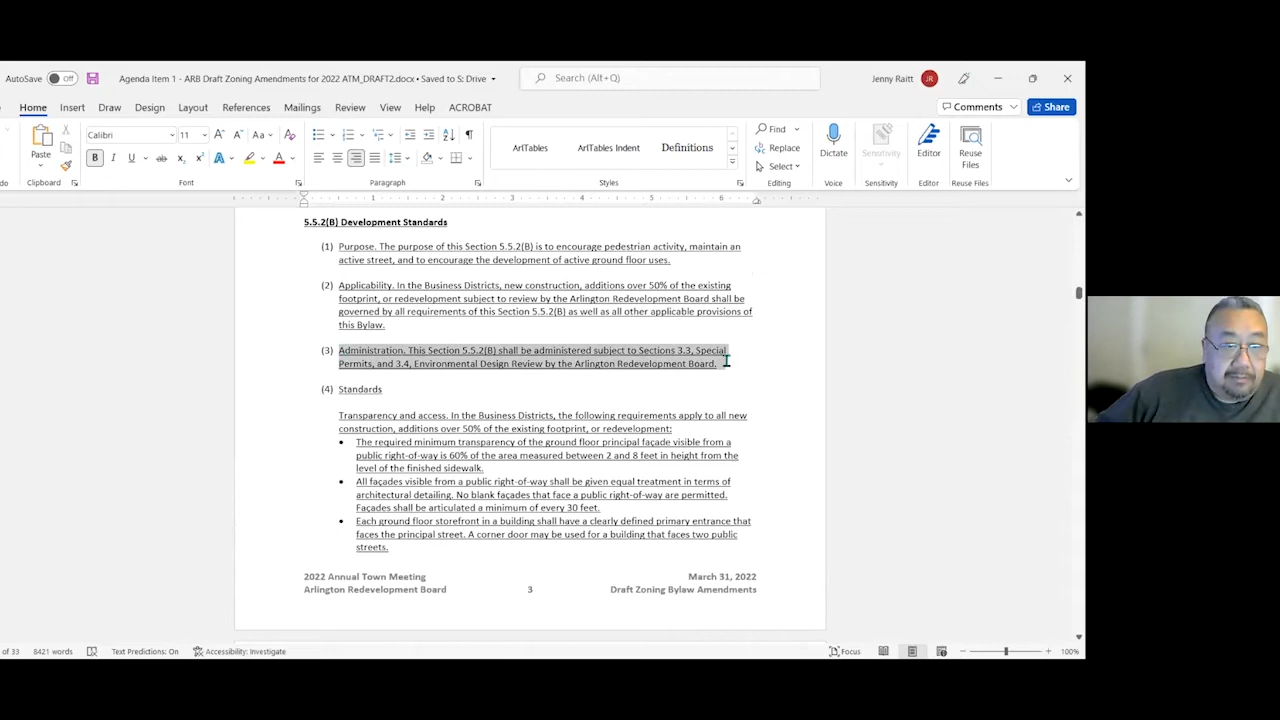 AutoSave Off Agenda Item 1 - ARB Draft Zoning Amendments for 2022 ATM_DRAFT2.docx • Saved to S: Drive Search (Alt+Q) Jenny Raitt JR
Home Insert Draw Design Layout References Mailings Review View Help ACROBAT Comments Share
Calibri 11 Find
Paste ArtTables ArtTables Indent Definitions Replace Dictate Sensitivity Editor Reuse Files
Select
Clipboard Font Paragraph Styles Editing Voice Sensitivity Editor Reuse Files
1 2 3 4 5 6
5.5.2(B) Development Standards
(1) Purpose. The purpose of this Section 5.5.2(B) is to encourage pedestrian activity, maintain an
active street, and to encourage the development of active ground floor uses.
(2) Applicability. In the Business Districts, new construction, additions over 50% of the existing
footprint, or redevelopment subject to review by the Arlington Redevelopment Board shall be
governed by all requirements of this Section 5.5.2(B) as well as all other applicable provisions of
this Bylaw.
(3) Administration. This Section 5.5.2(B) shall be administered subject to Sections 3.3, Special
Permits, and 3.4, Environmental Design Review by the Arlington Redevelopment Board.
(4) Standards
Transparency and access. In the Business Districts, the following requirements apply to all new
construction, additions over 50% of the existing footprint, or redevelopment:
• The required minimum transparency of the ground floor principal façade visible from a
public right-of-way is 60% of the area measured between 2 and 8 feet in height from the
level of the finished sidewalk.
• All façades visible from a public right-of-way shall be given equal treatment in terms of
architectural detailing. No blank façades that face a public right-of-way are permitted.
Façades shall be articulated a minimum of every 30 feet.
• Each ground floor storefront in a building shall have a clearly defined primary entrance that
faces the principal street. A corner door may be used for a building that faces two public
streets.
2022 Annual Town Meeting March 31, 2022
Arlington Redevelopment Board 3 Draft Zoning Bylaw Amendments
of 33 8421 words Text Predictions: On Accessibility: Investigate Focus 100%